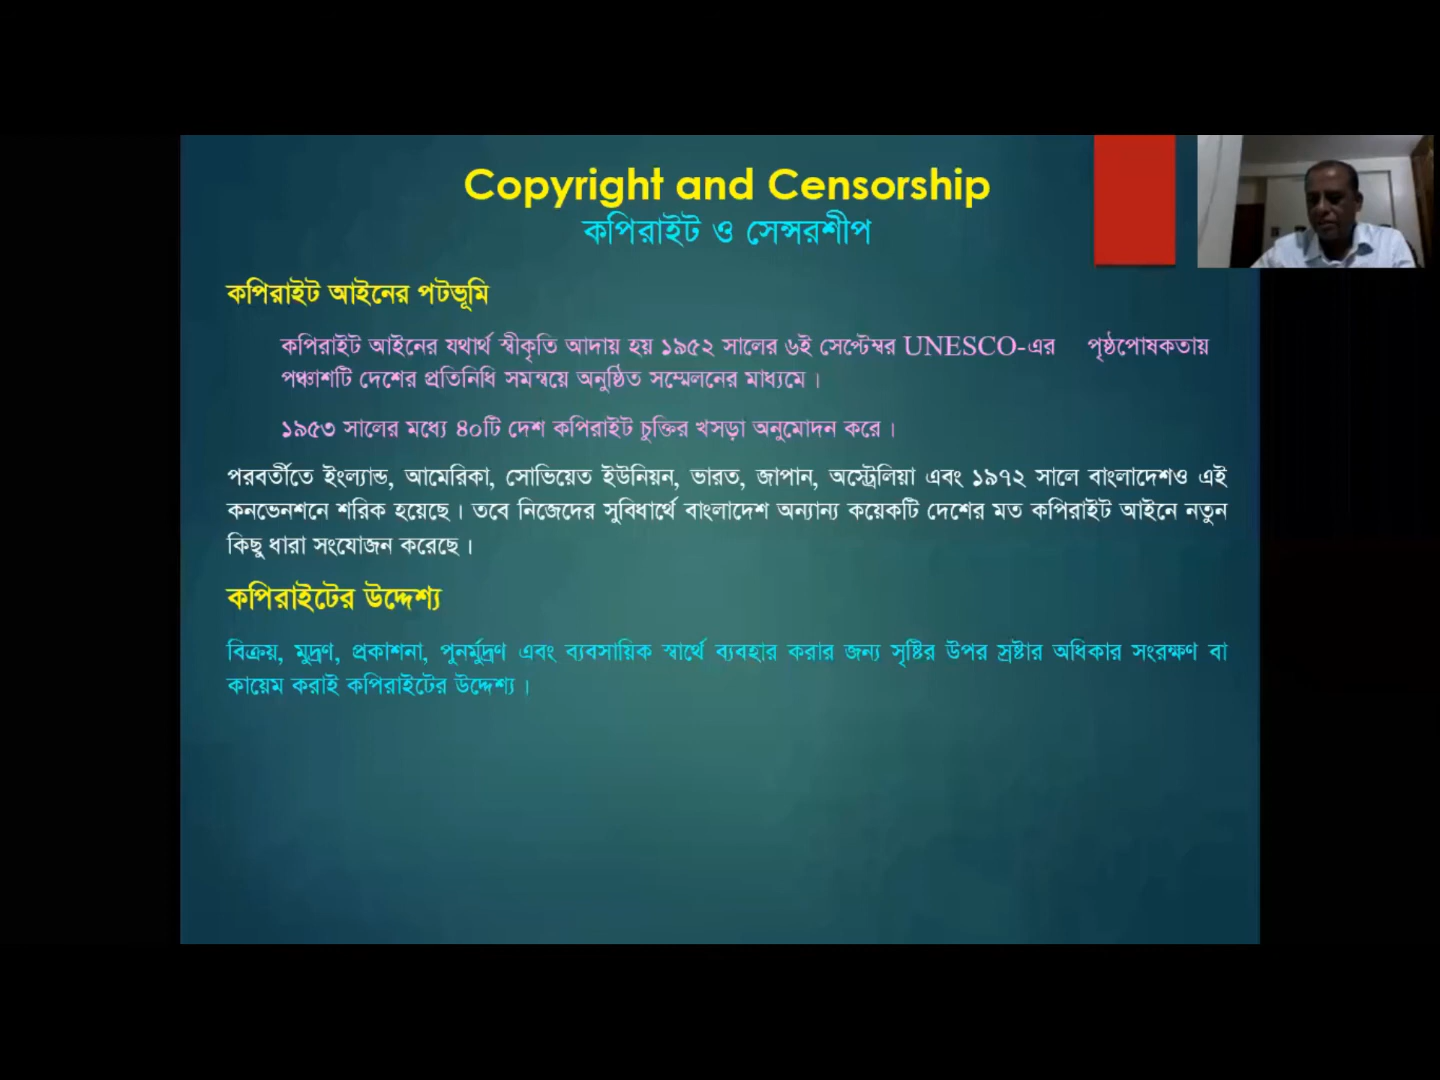 Copyright and Censorship
কপিরাইট ও সেন্সরশীপ
কপিরাইট আইনের পটভূমি
কপিরাইট আইনের যথার্থ স্বীকৃতি আদায় হয় ১৯৫২ সালের ৬ই সেপ্টেম্বর UNESCO-এর পৃষ্ঠপোষকতায়
পঞ্চাশটি দেশের প্রতিনিধি সমন্বয়ে অনুষ্ঠিত সম্মেলনের মাধ্যমে।
১৯৫৩ সালের মধ্যে ৪০টি দেশ কপিরাইট চুক্তির খসড়া অনুমোদন করে।
পরবর্তীতে ইংল্যান্ড, আমেরিকা, সোভিয়েত ইউনিয়ন, ভারত, জাপান, অস্ট্রেলিয়া এবং ১৯৭২ সালে বাংলাদেশও এই
কনভেনশনে শরিক হয়েছে। তবে নিজেদের সুবিধার্থে বাংলাদেশ অন্যান্য কয়েকটি দেশের মত কপিরাইট আইনে নতুন
কিছু ধারা সংযোজন করেছে।
কপিরাইটের উদ্দেশ্য
বিক্রয়, মুদ্রণ, প্রকাশনা, পুনর্মুদ্রণ এবং ব্যবসায়িক স্বার্থে ব্যবহার করার জন্য সৃষ্টির উপর স্রষ্টার অধিকার সংরক্ষণ বা
কায়েম করাই কপিরাইটের উদ্দেশ্য।